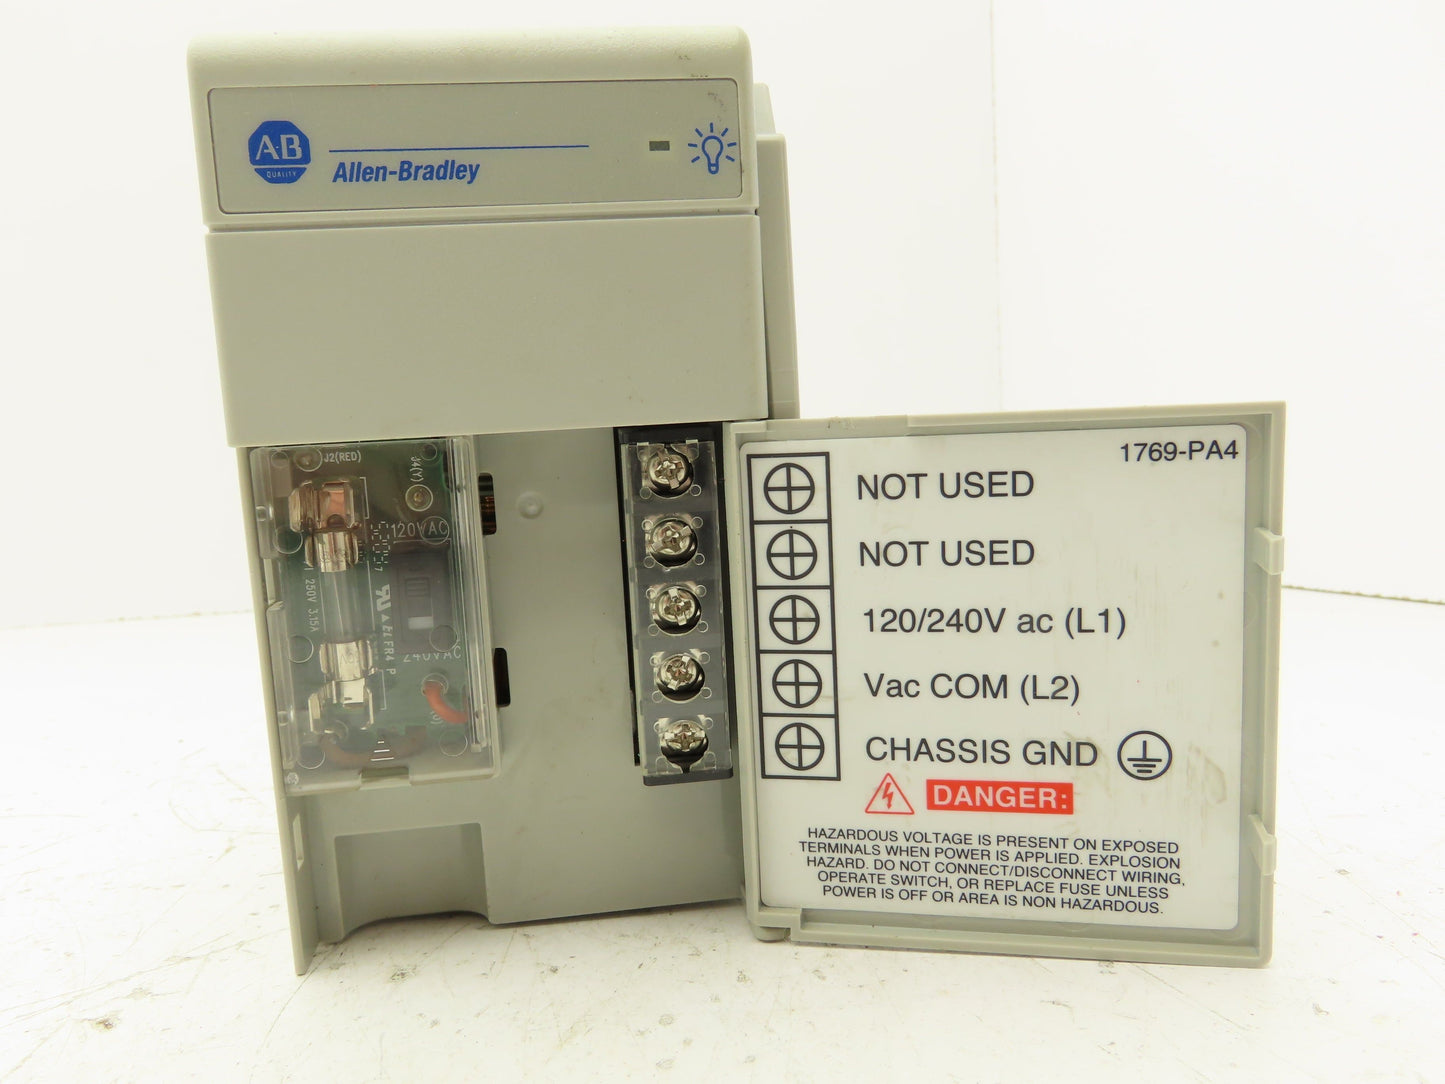 A-B
QUALITY
Allen-Bradley
J2(RED)
J4(Y)
120VAC
250V 3.15A
FR4 P
240VAC
1769-PA4
NOT USED
NOT USED
120/240V ac (L1)
Vac COM (L2)
CHASSIS GND
DANGER:
HAZARDOUS VOLTAGE IS PRESENT ON EXPOSED
TERMINALS WHEN POWER IS APPLIED. EXPLOSION
HAZARD. DO NOT CONNECT/DISCONNECT WIRING,
OPERATE SWITCH, OR REPLACE FUSE UNLESS
POWER IS OFF OR AREA IS NON HAZARDOUS.